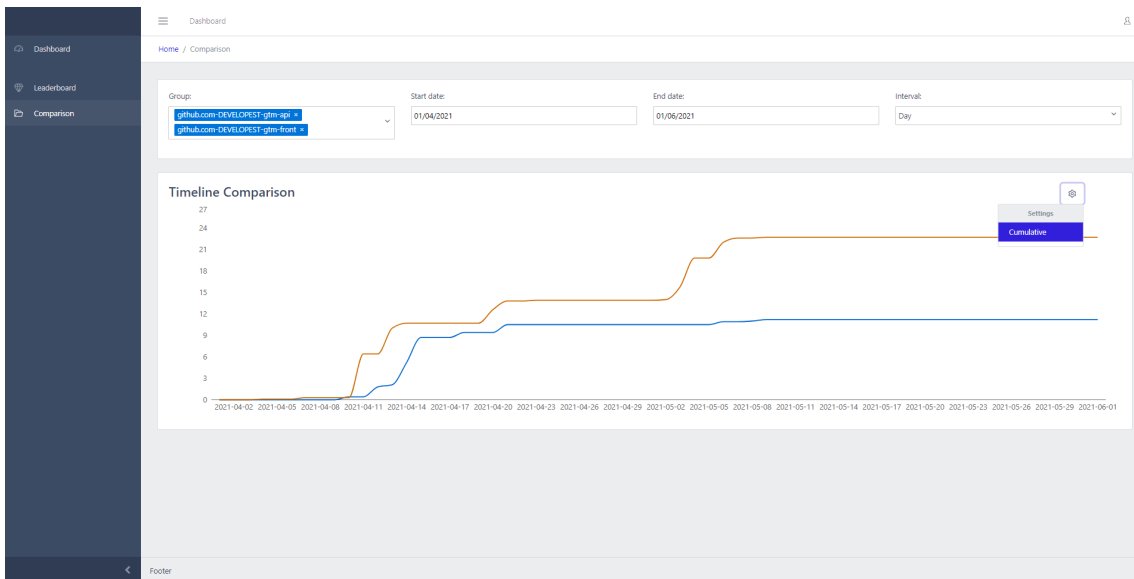 Dashboard
Dashboard
Leaderboard
Comparison
Home / Comparison
Group:
github.com-DEVELOPEST-gtm-api ×
github.com-DEVELOPEST-gtm-front ×
Start date:
01/04/2021
End date:
01/06/2021
Interval:
Day
Timeline Comparison
Settings
Cumulative
27
24
21
18
15
12
9
6
3
0
2021-04-02 2021-04-05 2021-04-08 2021-04-11 2021-04-14 2021-04-17 2021-04-20 2021-04-23 2021-04-26 2021-04-29 2021-05-02 2021-05-05 2021-05-08 2021-05-11 2021-05-14 2021-05-17 2021-05-20 2021-05-23 2021-05-26 2021-05-29 2021-06-01
Footer